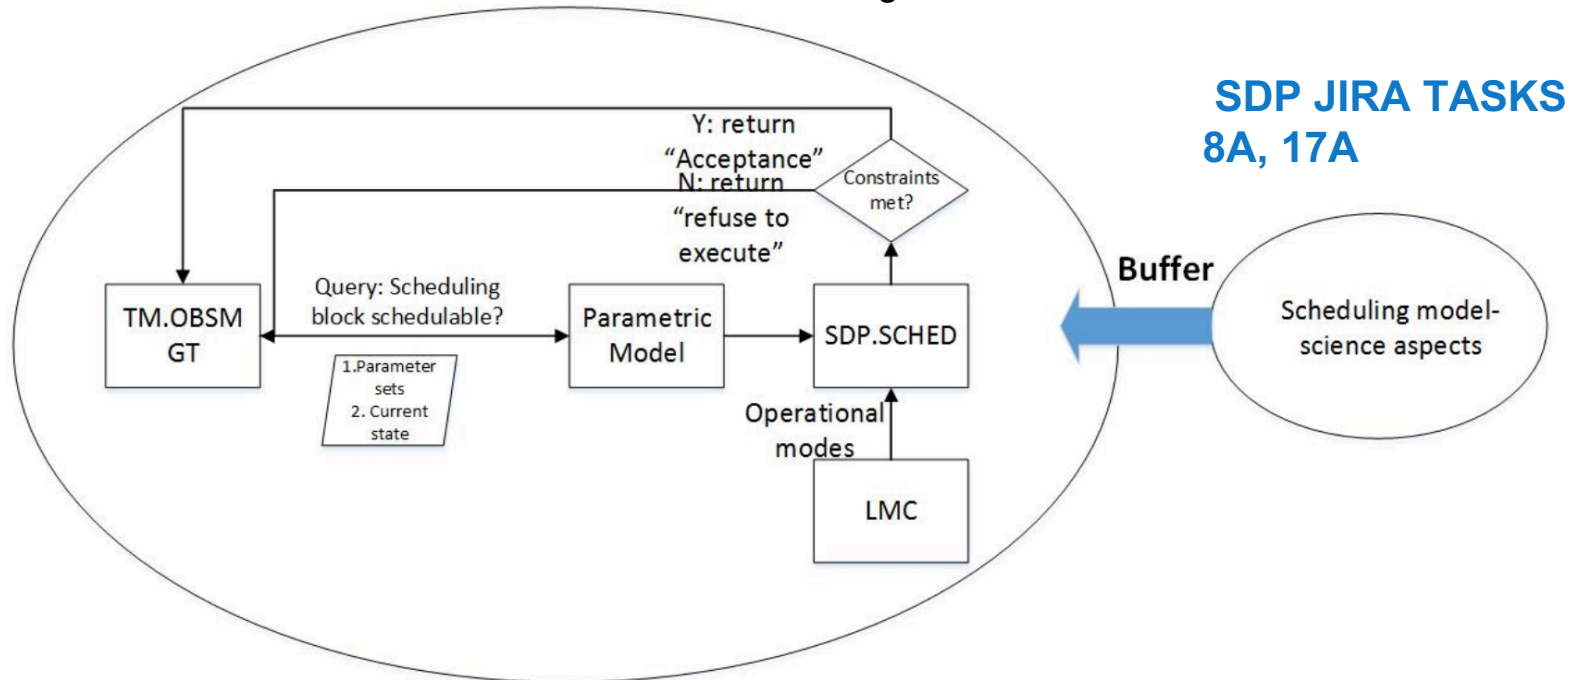 SDP JIRA TASKS
8A, 17A
Y: return
“Acceptance”
N: return
“refuse to
execute”
Constraints
met?
TM.OBSM
GT
Query: Scheduling
block schedulable?
1.Parameter
sets
2. Current
state
Parametric
Model
SDP.SCHED
Operational
modes
LMC
Buffer
Scheduling model-
science aspects